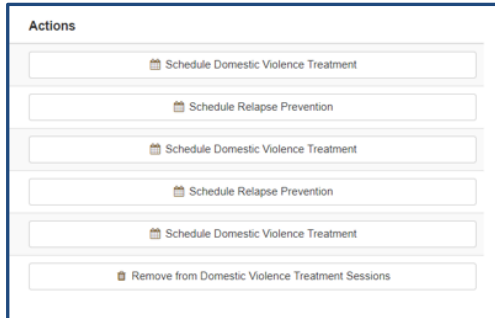 Actions
Schedule Domestic Violence Treatment
Schedule Relapse Prevention
Schedule Domestic Violence Treatment
Schedule Relapse Prevention
Schedule Domestic Violence Treatment
Remove from Domestic Violence Treatment Sessions